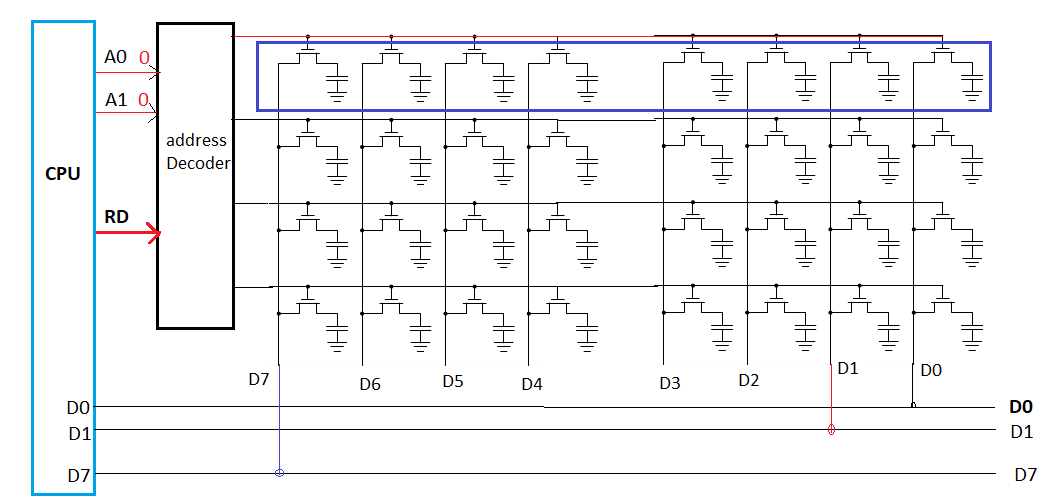 A0 0
A1 0
address
Decoder
CPU
RD
D7
D6
D5
D4
D3
D2
D1
D0
D0
D0
D1
D1
D7
D7